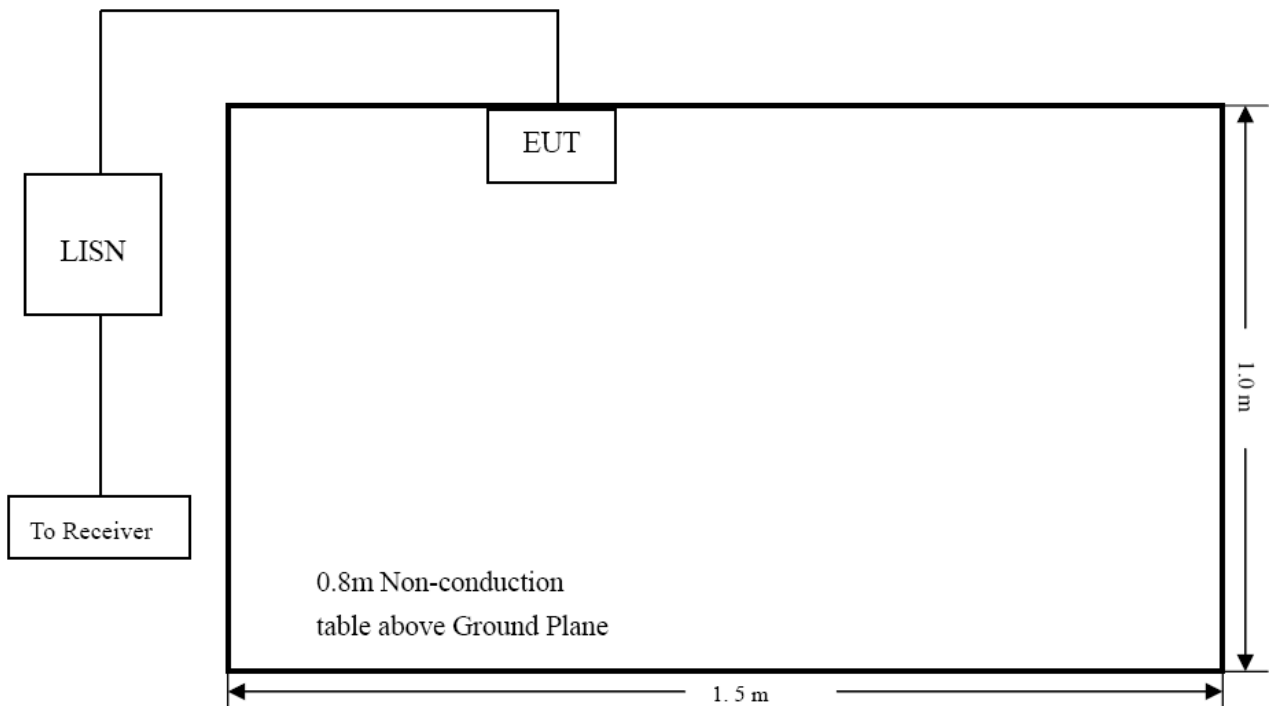 EUT
LISN
1.0 m
To Receiver
0.8m Non-conduction
table above Ground Plane
1. 5 m